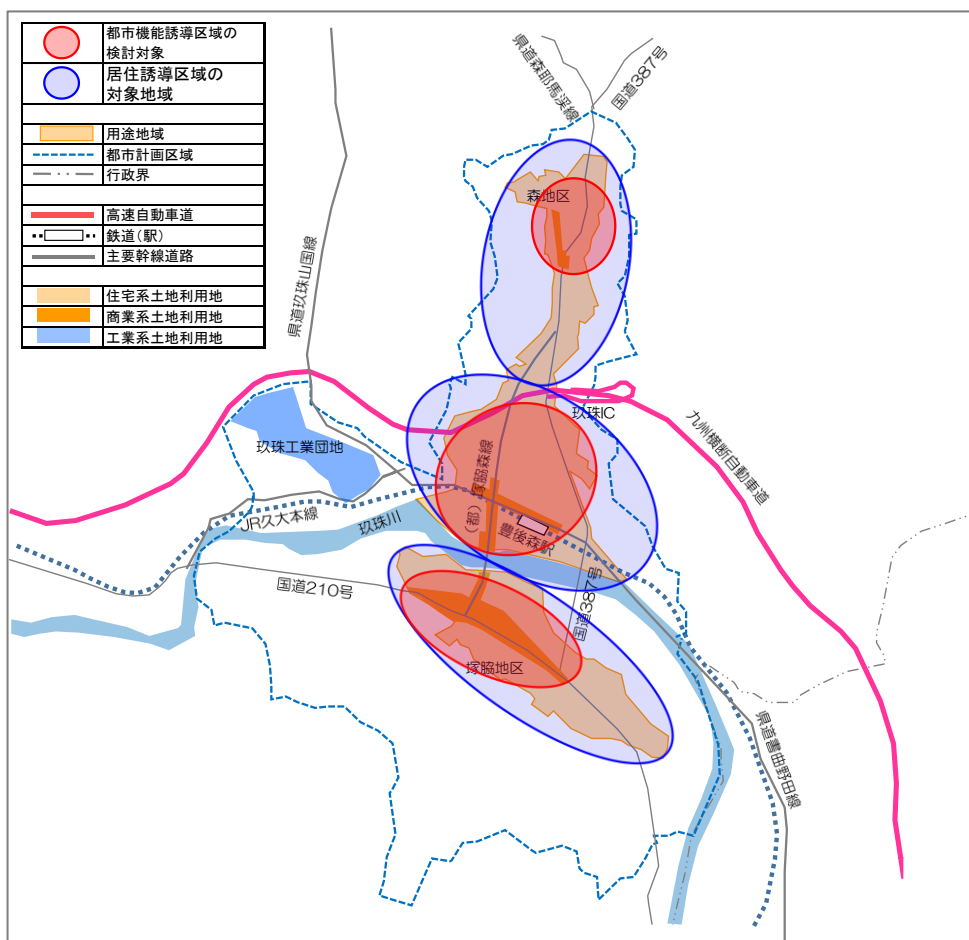 都市機能誘導区域の
検討対象
居住誘導区域の
対象地域
用途地域
都市計画区域
行政界
高速自動車道
鉄道(駅)
主要幹線道路
住宅系土地利用地
商業系土地利用地
工業系土地利用地
県道森耶馬渓線
国道387号
森地区
県道玖珠山国線
玖珠IC
九州横断自動車道
玖珠工業団地
(都)塚脇森線
JR久大本線
玖珠川
豊後森駅
国道210号
国道387号
塚脇地区
県道書曲野田線